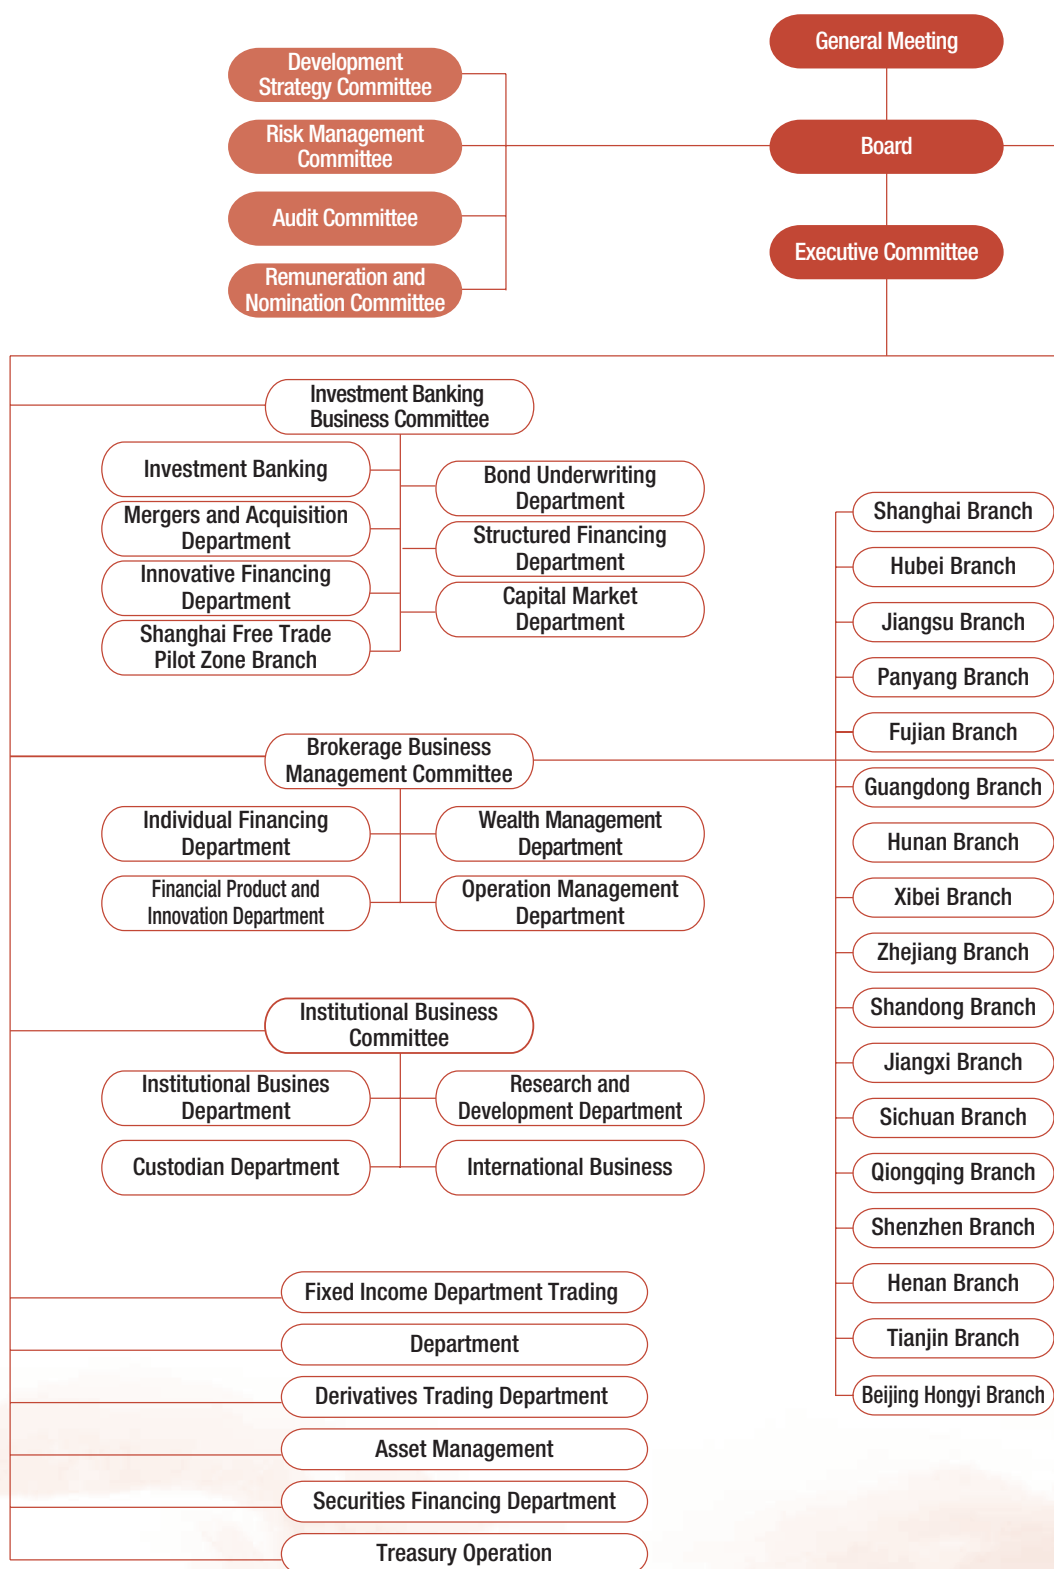 General Meeting
Development
Strategy Committee
Risk Management
Committee
Board
Audit Committee
Executive Committee
Remuneration and
Nomination Committee
Investment Banking
Business Committee
Investment Banking
Bond Underwriting
Department
Mergers and Acquisition
Department
Structured Financing
Department
Innovative Financing
Department
Capital Market
Department
Shanghai Free Trade
Pilot Zone Branch
Brokerage Business
Management Committee
Individual Financing
Department
Wealth Management
Department
Financial Product and
Innovation Department
Operation Management
Department
Institutional Business
Committee
Institutional Busines
Department
Research and
Development Department
Custodian Department
International Business
Fixed Income Department Trading
Department
Derivatives Trading Department
Asset Management
Securities Financing Department
Treasury Operation
Shanghai Branch
Hubei Branch
Jiangsu Branch
Panyang Branch
Fujian Branch
Guangdong Branch
Hunan Branch
Xibei Branch
Zhejiang Branch
Shandong Branch
Jiangxi Branch
Sichuan Branch
Qiongqing Branch
Shenzhen Branch
Henan Branch
Tianjin Branch
Beijing Hongyi Branch